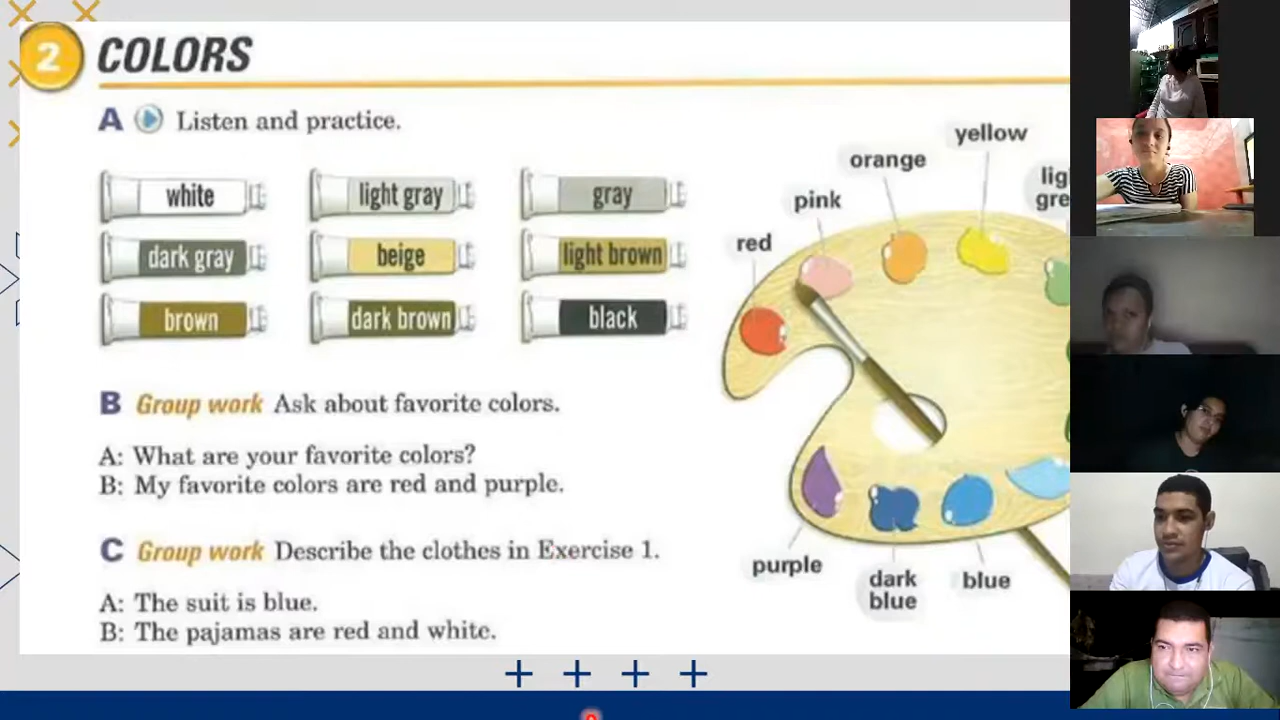 2 COLORS
A Listen and practice.
white light gray gray
dark gray beige light brown
brown dark brown black
red
pink
orange
yellow
lig
gre
purple
dark
blue
blue
B Group work Ask about favorite colors.
A: What are your favorite colors?
B: My favorite colors are red and purple.
C Group work Describe the clothes in Exercise 1.
A: The suit is blue.
B: The pajamas are red and white.